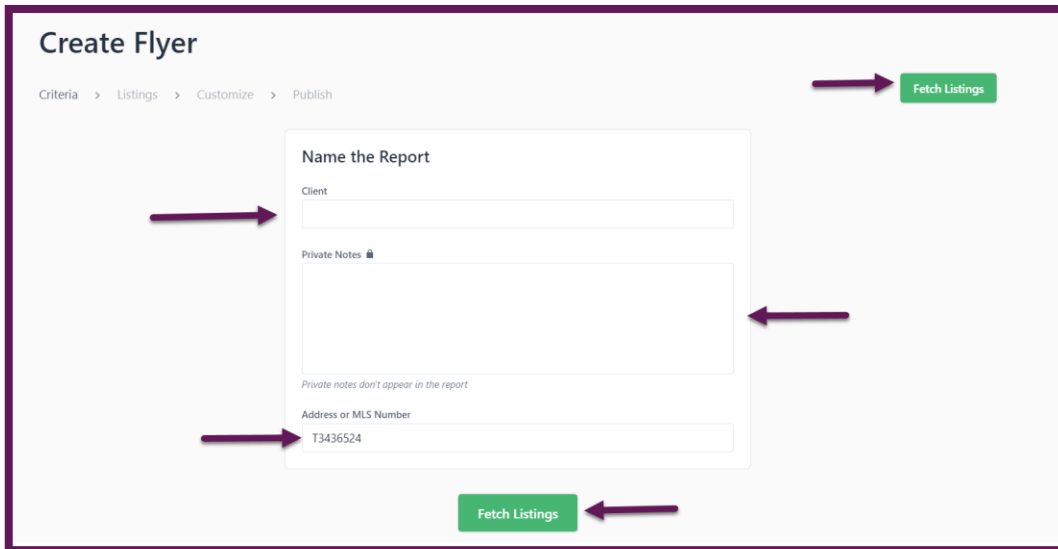 Create Flyer
Criteria > Listings > Customize > Publish
Fetch Listings
Name the Report
Client
Private Notes
Private notes don't appear in the report
Address or MLS Number
T3436524
Fetch Listings